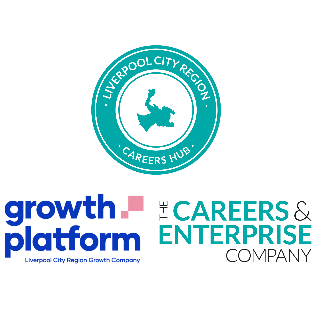 · LIVERPOOL CITY REGION ·
· CAREERS HUB ·
growth
platform
Liverpool City Region Growth Company
THE CAREERS &
ENTERPRISE
COMPANY